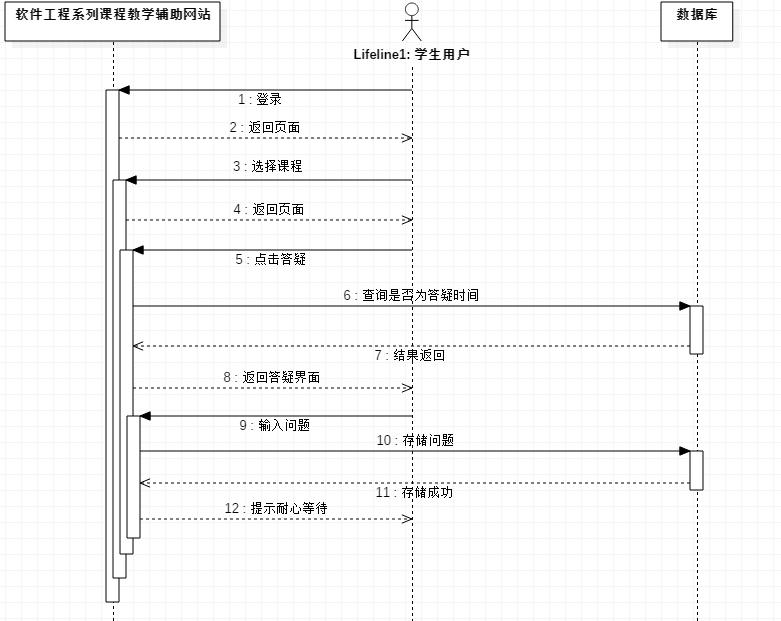 软件工程系列课程教学辅助网站
Lifeline1: 学生用户
数据库
1 : 登录
2 : 返回页面
3 : 选择课程
4 : 返回页面
5 : 点击答疑
6 : 查询是否为答疑时间
7 : 结果返回
8 : 返回答疑界面
9 : 输入问题
10 : 存储问题
11 : 存储成功
12 : 提示耐心等待